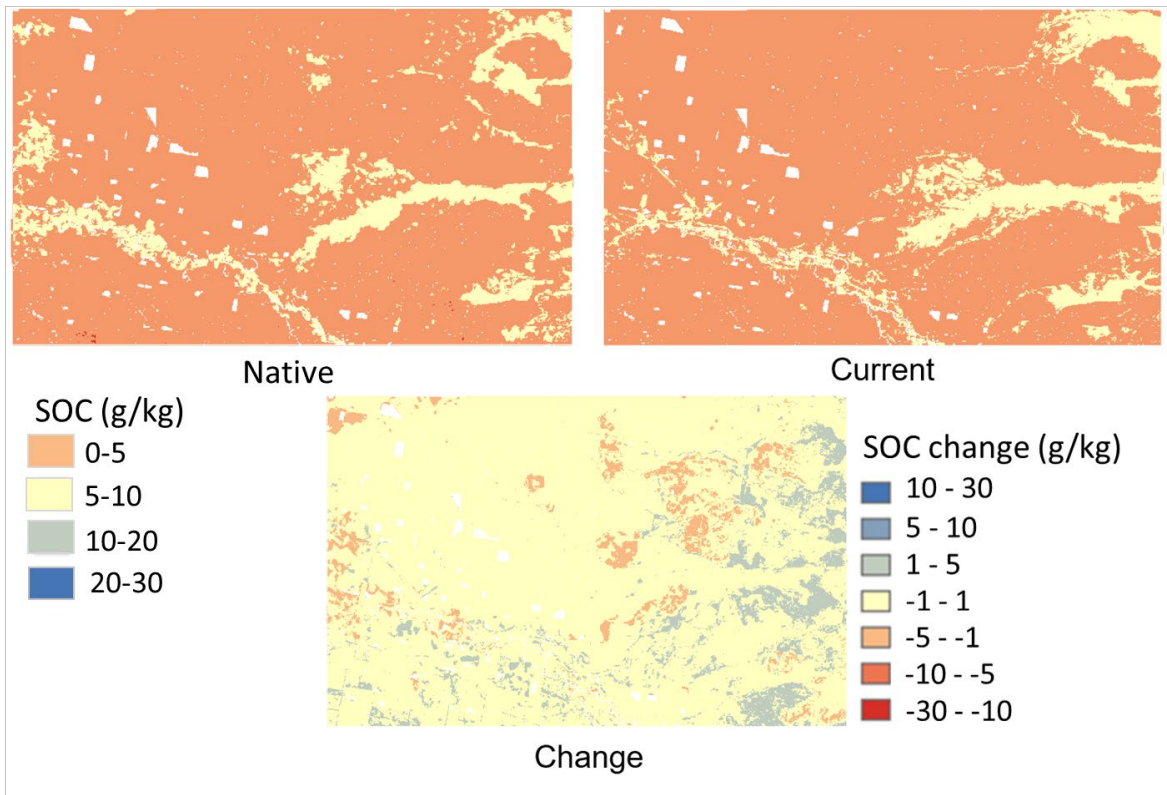 Native
Current
SOC (g/kg)
0-5
5-10
10-20
20-30
SOC change (g/kg)
10 - 30
5 - 10
1 - 5
-1 - 1
-5 - -1
-10 - -5
-30 - -10
Change